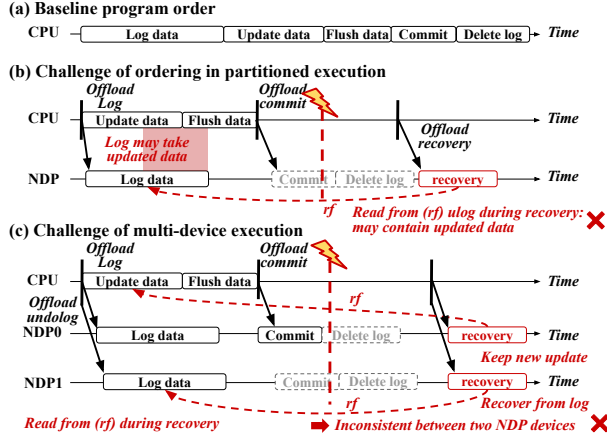 (a) Baseline program order
CPU Log data Update data Flush data Commit Delete log Time
(b) Challenge of ordering in partitioned execution
Offload
Log
Offload
commit
CPU Update data Flush data Time
Log may take
updated data
Offload
recovery
NDP Log data Commit Delete log recovery Time
rf
Read from (rf) ulog during recovery:
may contain updated data
(c) Challenge of multi-device execution
Offload
Log
Offload
commit
CPU Update data Flush data Time
Offload
undolog
rf
NDP0 Log data Commit Delete log recovery Time
Keep new update
NDP1 Log data Commit Delete log recovery Time
rf
Recover from log
Read from (rf) during recovery
Inconsistent between two NDP devices